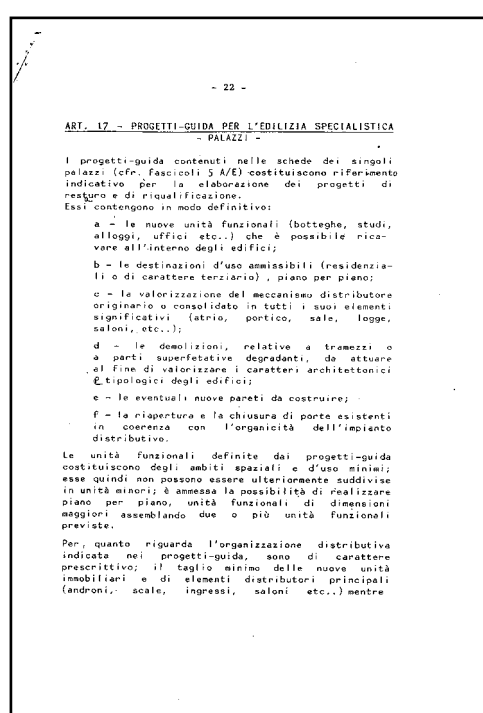 - 22 -
ART. 17 - PROGETTI-GUIDA PER L'EDILIZIA SPECIALISTICA
- PALAZZI -
I progetti-guida contenuti nelle schede dei singoli
palazzi (cfr. fascicoli 5 A/E) costituiscono riferimento
indicativo per la elaborazione dei progetti di
restauro e di riqualificazione.
Essi contengono in modo definitivo:
a - le nuove unità funzionali (botteghe, studi,
alloggi, uffici etc..) che è possibile rica-
vare all'interno degli edifici;
b - le destinazioni d'uso ammissibili (residenzia-
li o di carattere terziario) , piano per piano;
c - la valorizzazione del meccanismo distributore
originario o consolidato in tutti i suoi elementi
significativi (atrio, portico, sale, logge,
saloni, etc..);
d - le demolizioni, relative a tramezzi o
a parti superfetative degradanti, da attuare
al fine di valorizzare i caratteri architettonici
e tipologici degli edifici;
e - le eventuali nuove pareti da costruire;
f - la riapertura e la chiusura di porte esistenti
in coerenza con l'organicità dell'impianto
distributivo.
Le unità funzionali definite dai progetti-guida
costituiscono degli ambiti spaziali e d'uso minimi;
esse quindi non possono essere ulteriormente suddivise
in unità minori; è ammessa la possibilità di realizzare
piano per piano, unità funzionali di dimensioni
maggiori assemblando due o più unità funzionali
previste.
Per quanto riguarda l'organizzazione distributiva
indicata nei progetti-guida, sono di carattere
prescrittivo; il taglio minimo delle nuove unità
immobiliari e di elementi distributori principali
(androni, scale, ingressi, saloni etc..) mentre